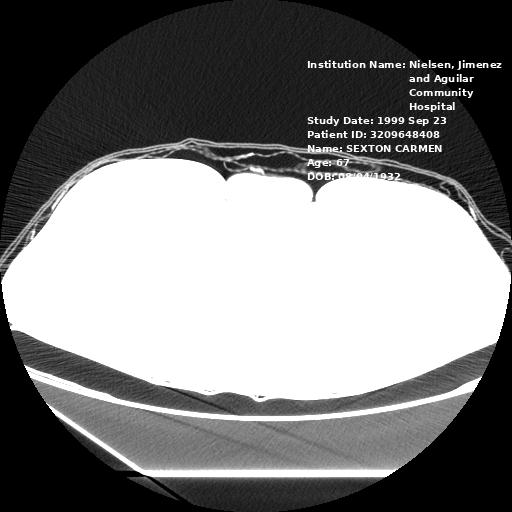 Institution Name: Nielsen, Jimenez
and Aguilar
Community
Hospital
Study Date: 1999 Sep 23
Patient ID: 3209648408
Name: SEXTON CARMEN
Age: 67
DOB: 08/04/1932